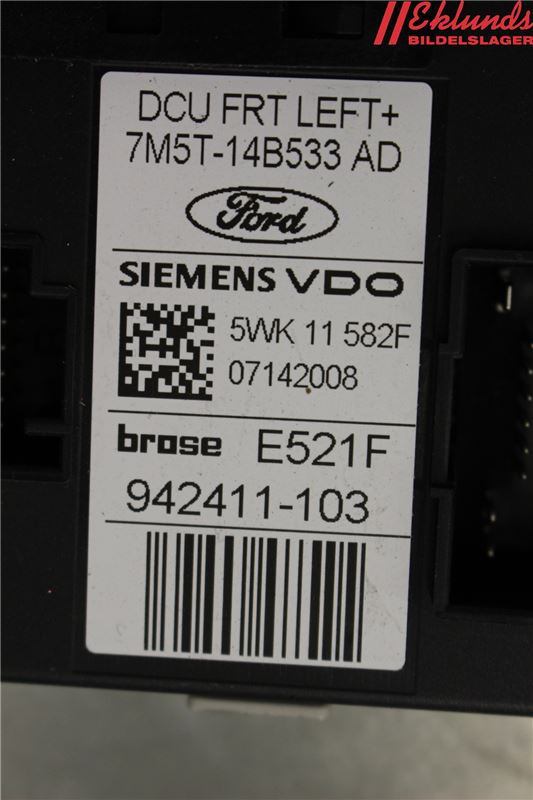 Eklunds
BILDELSLAGER
DCU FRT LEFT+
7M5T-14B533 AD
Ford
SIEMENS VDO
5WK 11 582F
07142008
brose E521F
942411-103